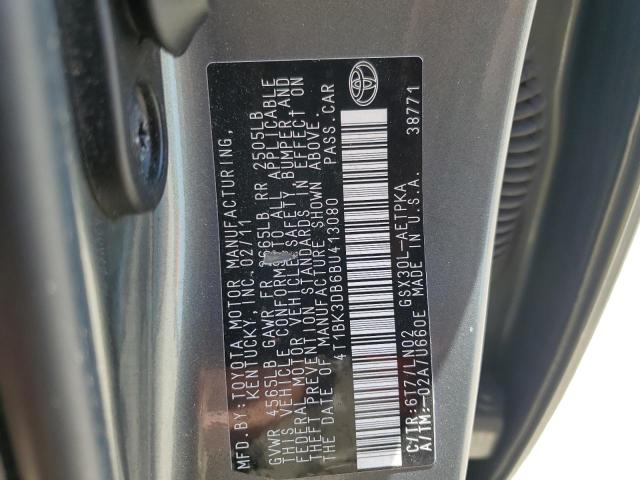 MFD. BY: TOYOTA MOTOR MANUFACTURING,
KENTUCKY, INC. 02/11
GVWR 4565LB GAWR FR 2665LB RR 2505LB
THIS VEHICLE CONFORMS TO ALL APPLICABLE
FEDERAL MOTOR VEHICLE SAFETY, BUMPER, AND
THEFT PREVENTION STANDARDS IN EFFECT ON
THE DATE OF MANUFACTURE SHOWN ABOVE.
4T1BK3DB6BU413080 PASS. CAR
C/TR: 6T7/LN02 GSX30L-AETPKA
A/TM: -02A/U660E MADE IN U.S.A. 38771